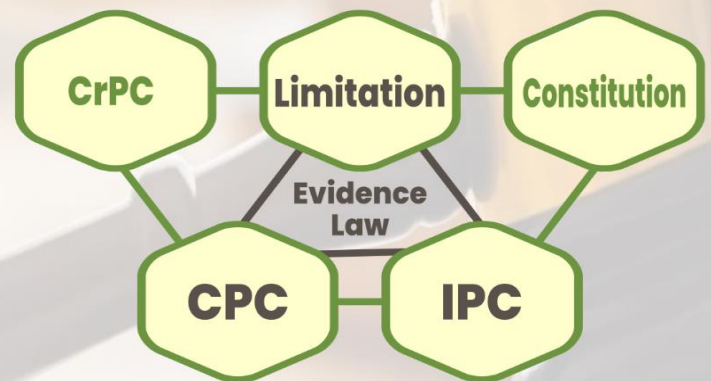 CrPC
Limitation
Constitution
Evidence
Law
CPC
IPC